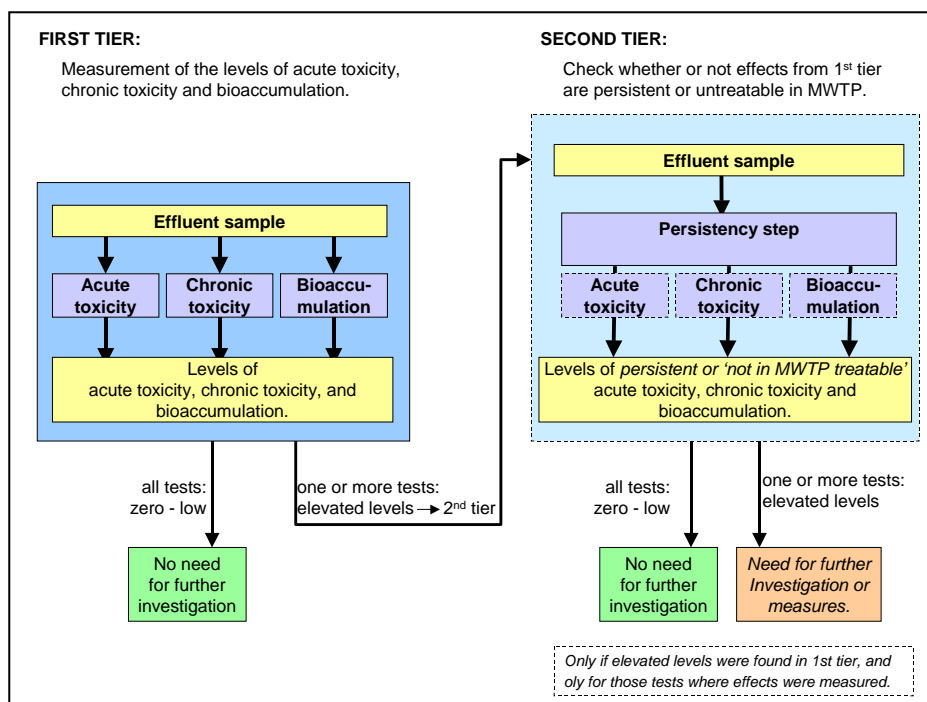 FIRST TIER:
Measurement of the levels of acute toxicity,
chronic toxicity and bioaccumulation.
Effluent sample
Acute
toxicity
Chronic
toxicity
Bioaccu-
mulation
Levels of
acute toxicity, chronic toxicity, and
bioaccumulation.
all tests:
zero - low
one or more tests:
elevated levels → 2nd tier
No need
for further
investigation
SECOND TIER:
Check whether or not effects from 1st tier
are persistent or untreatable in MWTP.
Effluent sample
Persistency step
Acute
toxicity
Chronic
toxicity
Bioaccu-
mulation
Levels of persistent or ‘not in MWTP treatable’
acute toxicity, chronic toxicity and
bioaccumulation.
all tests:
zero - low
one or more tests:
elevated levels
No need
for further
investigation
Need for further
Investigation or
measures.
Only if elevated levels were found in 1st tier, and
oly for those tests where effects were measured.